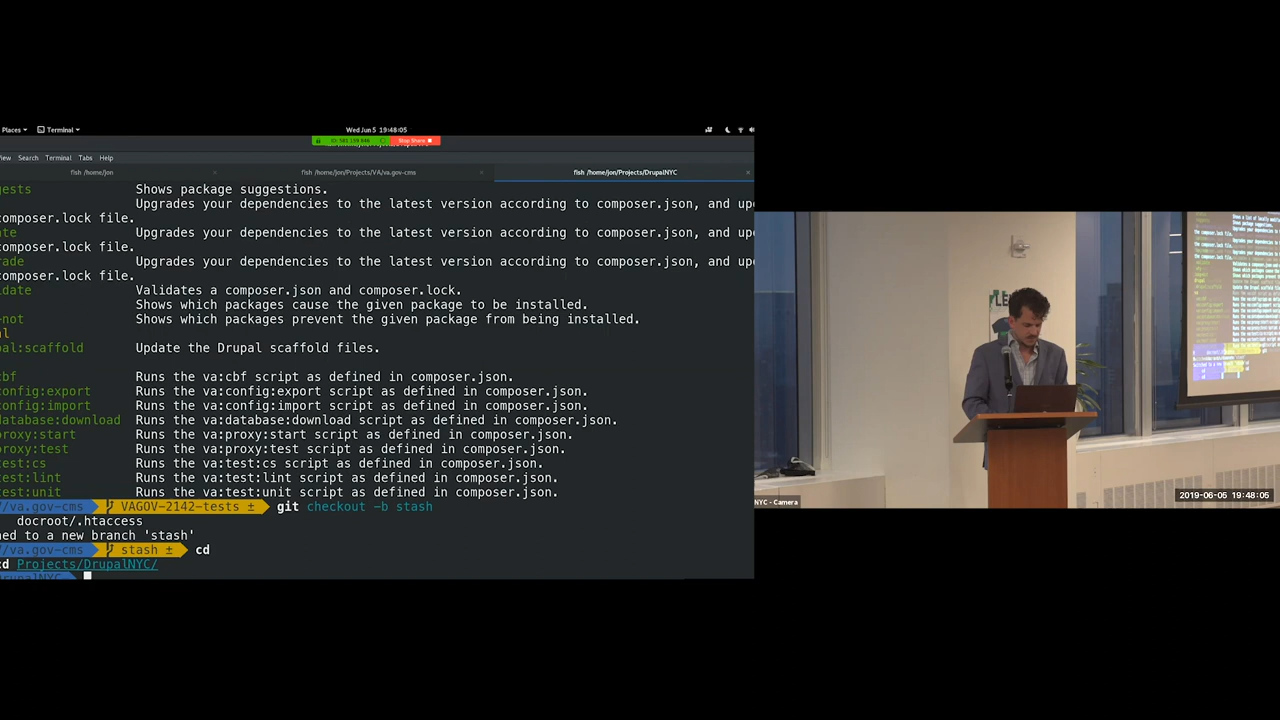 Places
Terminal
Wed Jun 5 19:48:05
Stop Share
iew Search Terminal Tabs Help
fish /home/jon
fish /home/jon/Projects/VA/va.gov-cms
fish /home/jon/Projects/DrupalNYC
gests Shows package suggestions.
Upgrades your dependencies to the latest version according to composer.json, and up
composer.lock file.
ate Upgrades your dependencies to the latest version according to composer.json, and up
composer.lock file.
rade Upgrades your dependencies to the latest version according to composer.json, and up
composer.lock file.
idate Validates a composer.json and composer.lock.
Shows which packages cause the given package to be installed.
-not Shows which packages prevent the given package from being installed.
al
pal:scaffold Update the Drupal scaffold files.
cbf Runs the va:cbf script as defined in composer.json.
config:export Runs the va:config:export script as defined in composer.json.
config:import Runs the va:config:import script as defined in composer.json.
database:download Runs the va:database:download script as defined in composer.json.
proxy:start Runs the va:proxy:start script as defined in composer.json.
proxy:test Runs the va:proxy:test script as defined in composer.json.
test:cs Runs the va:test:cs script as defined in composer.json.
test:lint Runs the va:test:lint script as defined in composer.json.
test:unit Runs the va:test:unit script as defined in composer.json.
/va.gov-cms VAGOV-2142-tests ± git checkout -b stash
docroot/.htaccess
hed to a new branch 'stash'
/va.gov-cms stash ± cd
cd Projects/DrupalNYC/
DrupalNYC
NYC - Camera
2019-06-05 19:48:05